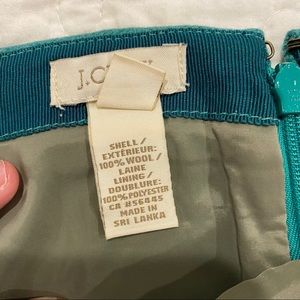 SHELL /
EXTÉRIEUR:
100% WOOL /
LAINE
LINING /
DOUBLURE:
100% POLYESTER
CA 856445
MADE IN
SRI LANKA